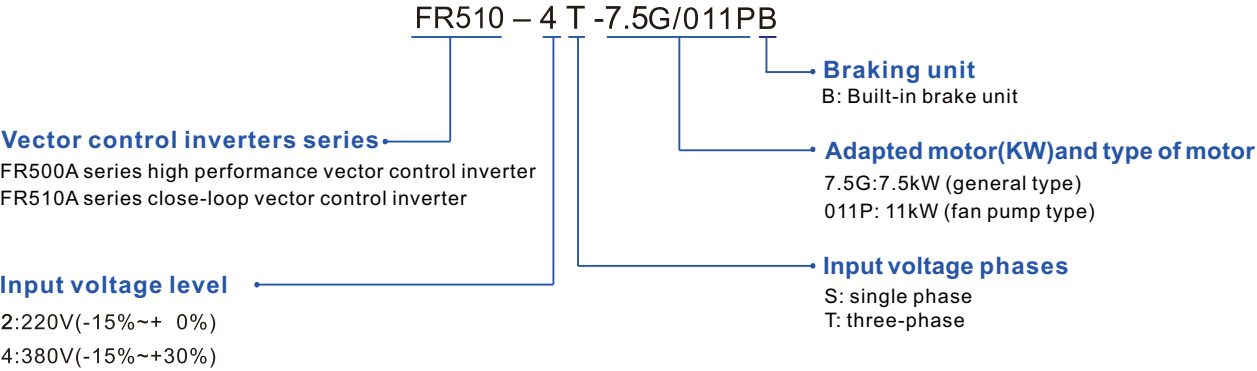 FR510 – 4 T -7.5G/011P B
Braking unit
B: Built-in brake unit
Vector control inverters series
FR500A series high performance vector control inverter
FR510A series close-loop vector control inverter
Adapted motor(KW)and type of motor
7.5G:7.5kW (general type)
011P: 11kW (fan pump type)
Input voltage level
2:220V(-15%~+ 0%)
4:380V(-15%~+30%)
Input voltage phases
S: single phase
T: three-phase